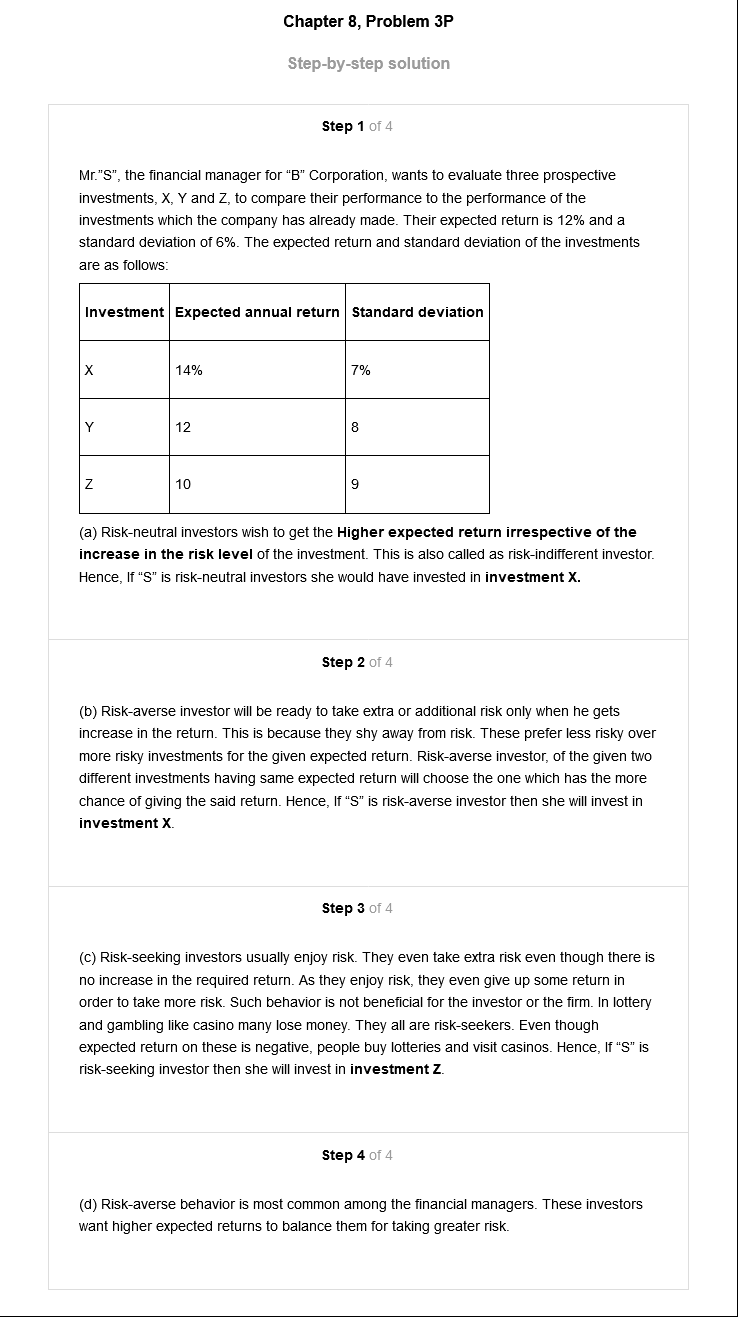 Chapter 8, Problem 3P
Step-by-step solution
Step 1 of 4
Mr."S", the financial manager for “B” Corporation, wants to evaluate three prospective
investments, X, Y and Z, to compare their performance to the performance of the
investments which the company has already made. Their expected return is 12% and a
standard deviation of 6%. The expected return and standard deviation of the investments
are as follows:
Investment Expected annual return Standard deviation
X 14% 7%
Y 12 8
Z 10 9
(a) Risk-neutral investors wish to get the Higher expected return irrespective of the
increase in the risk level of the investment. This is also called as risk-indifferent investor.
Hence, If “S” is risk-neutral investors she would have invested in investment X.
Step 2 of 4
(b) Risk-averse investor will be ready to take extra or additional risk only when he gets
increase in the return. This is because they shy away from risk. These prefer less risky over
more risky investments for the given expected return. Risk-averse investor, of the given two
different investments having same expected return will choose the one which has the more
chance of giving the said return. Hence, If “S” is risk-averse investor then she will invest in
investment X.
Step 3 of 4
(c) Risk-seeking investors usually enjoy risk. They even take extra risk even though there is
no increase in the required return. As they enjoy risk, they even give up some return in
order to take more risk. Such behavior is not beneficial for the investor or the firm. In lottery
and gambling like casino many lose money. They all are risk-seekers. Even though
expected return on these is negative, people buy lotteries and visit casinos. Hence, If “S” is
risk-seeking investor then she will invest in investment Z.
Step 4 of 4
(d) Risk-averse behavior is most common among the financial managers. These investors
want higher expected returns to balance them for taking greater risk.